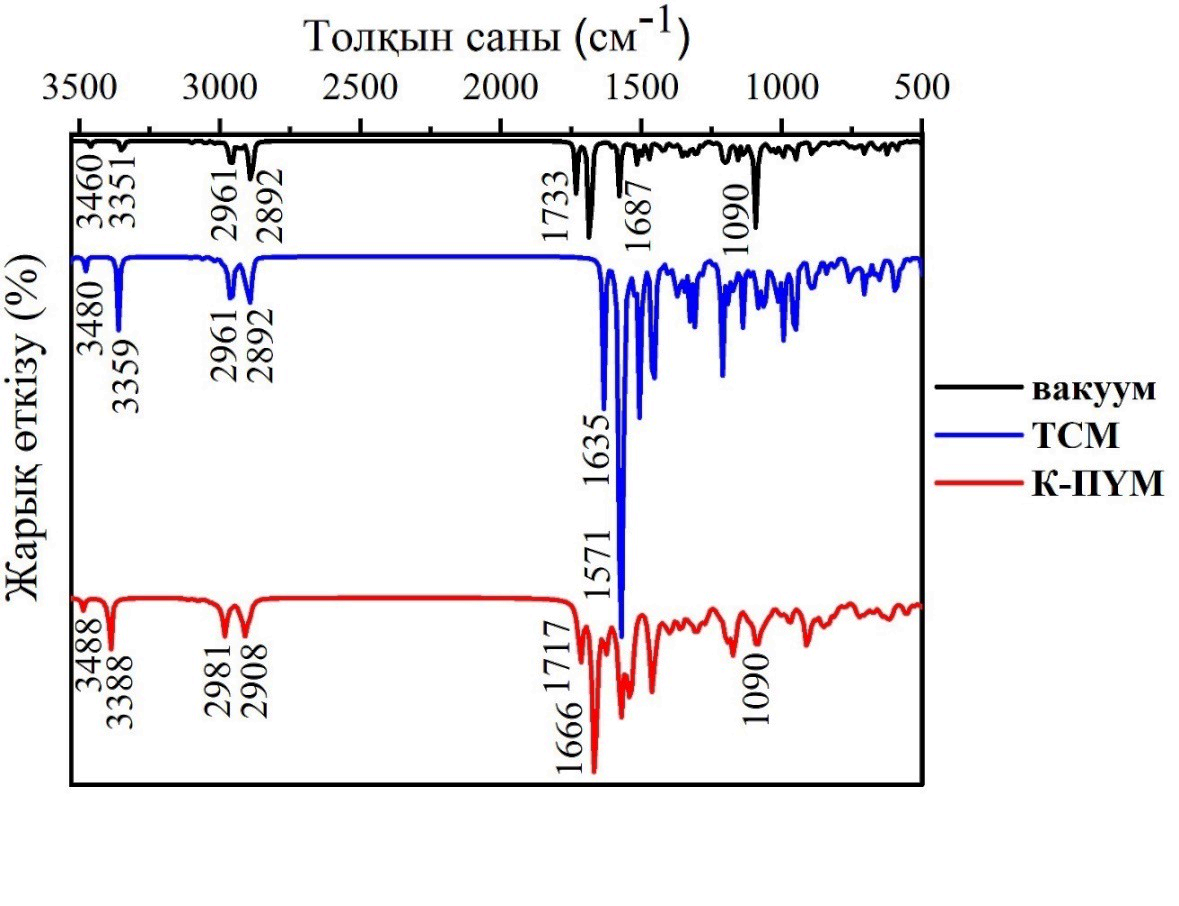 Толқын саны (см-1)
3500 3000 2500 2000 1500 1000 500
Жарық өткізу (%)
3460 3351 2961 2892 1733 1687 1090
3480 3359 2961 2892 1635 1571
3488 3388 2981 2908 1717 1666 1090
вакуум
ТСМ
К-ПҮМ